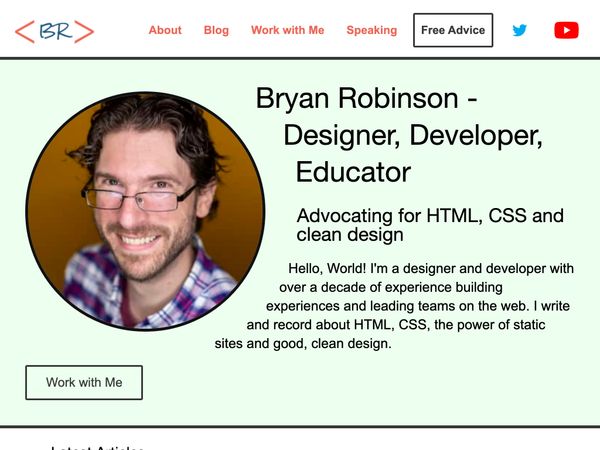 <BR>
About Blog Work with Me Speaking Free Advice
Bryan Robinson -
Designer, Developer,
Educator
Advocating for HTML, CSS and
clean design
Hello, World! I'm a designer and developer with
over a decade of experience building
experiences and leading teams on the web. I write
and record about HTML, CSS, the power of static
sites and good, clean design.
Work with Me
Latest Articles